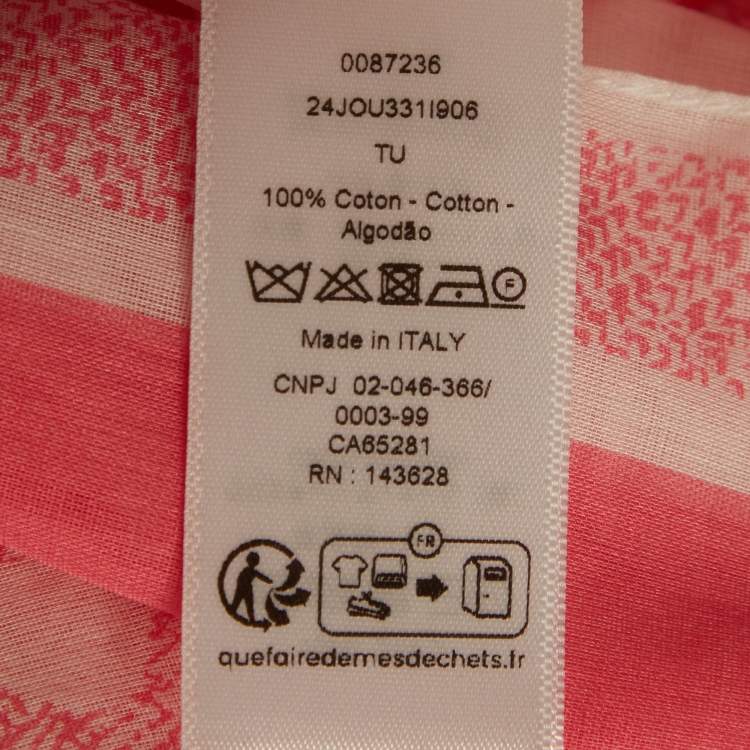 0087236
24JOU331I906
TU
100% Coton - Cotton -
Algodão
F
Made in ITALY
CNPJ 02-046-366/
0003-99
CA65281
RN : 143628
FR
quefairedemesdechets.fr